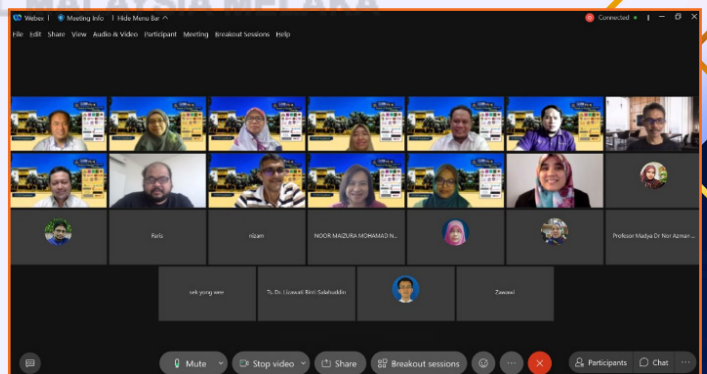 MALAYSIA MELAKA
Webex | Meeting Info | Hide Menu Bar
Connected
File Edit Share View Audio & Video Participant Meeting Breakout Sessions Help
Faris
nizam
NOOR MAIZURA MOHAMAD N...
Profesor Madya Dr Nor Azman ...
sek yong wee
Ts. Dr. Lizawati Binti Salahuddin
Zawawi
Mute
Stop video
Share
Breakout sessions
Participants
Chat